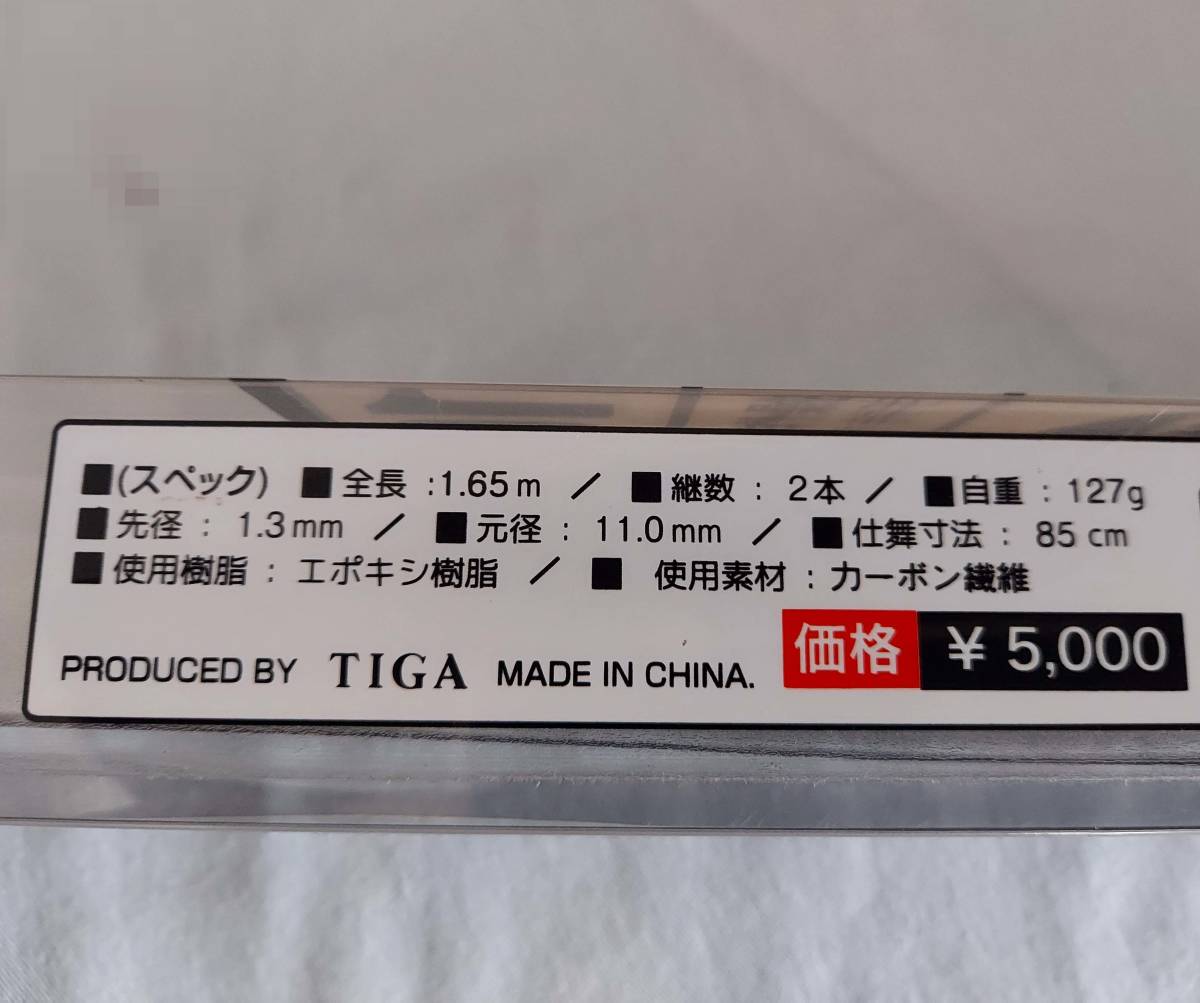 ■(スペック) ■全長 :1.65m ／ ■継数 : 2本 ／ ■自重 : 127g
■先径 : 1.3mm ／ ■元径 : 11.0mm ／ ■仕舞寸法 : 85cm
■使用樹脂 : エポキシ樹脂 ／ ■ 使用素材 : カーボン繊維
価格 ¥5,000
PRODUCED BY TIGA MADE IN CHINA.